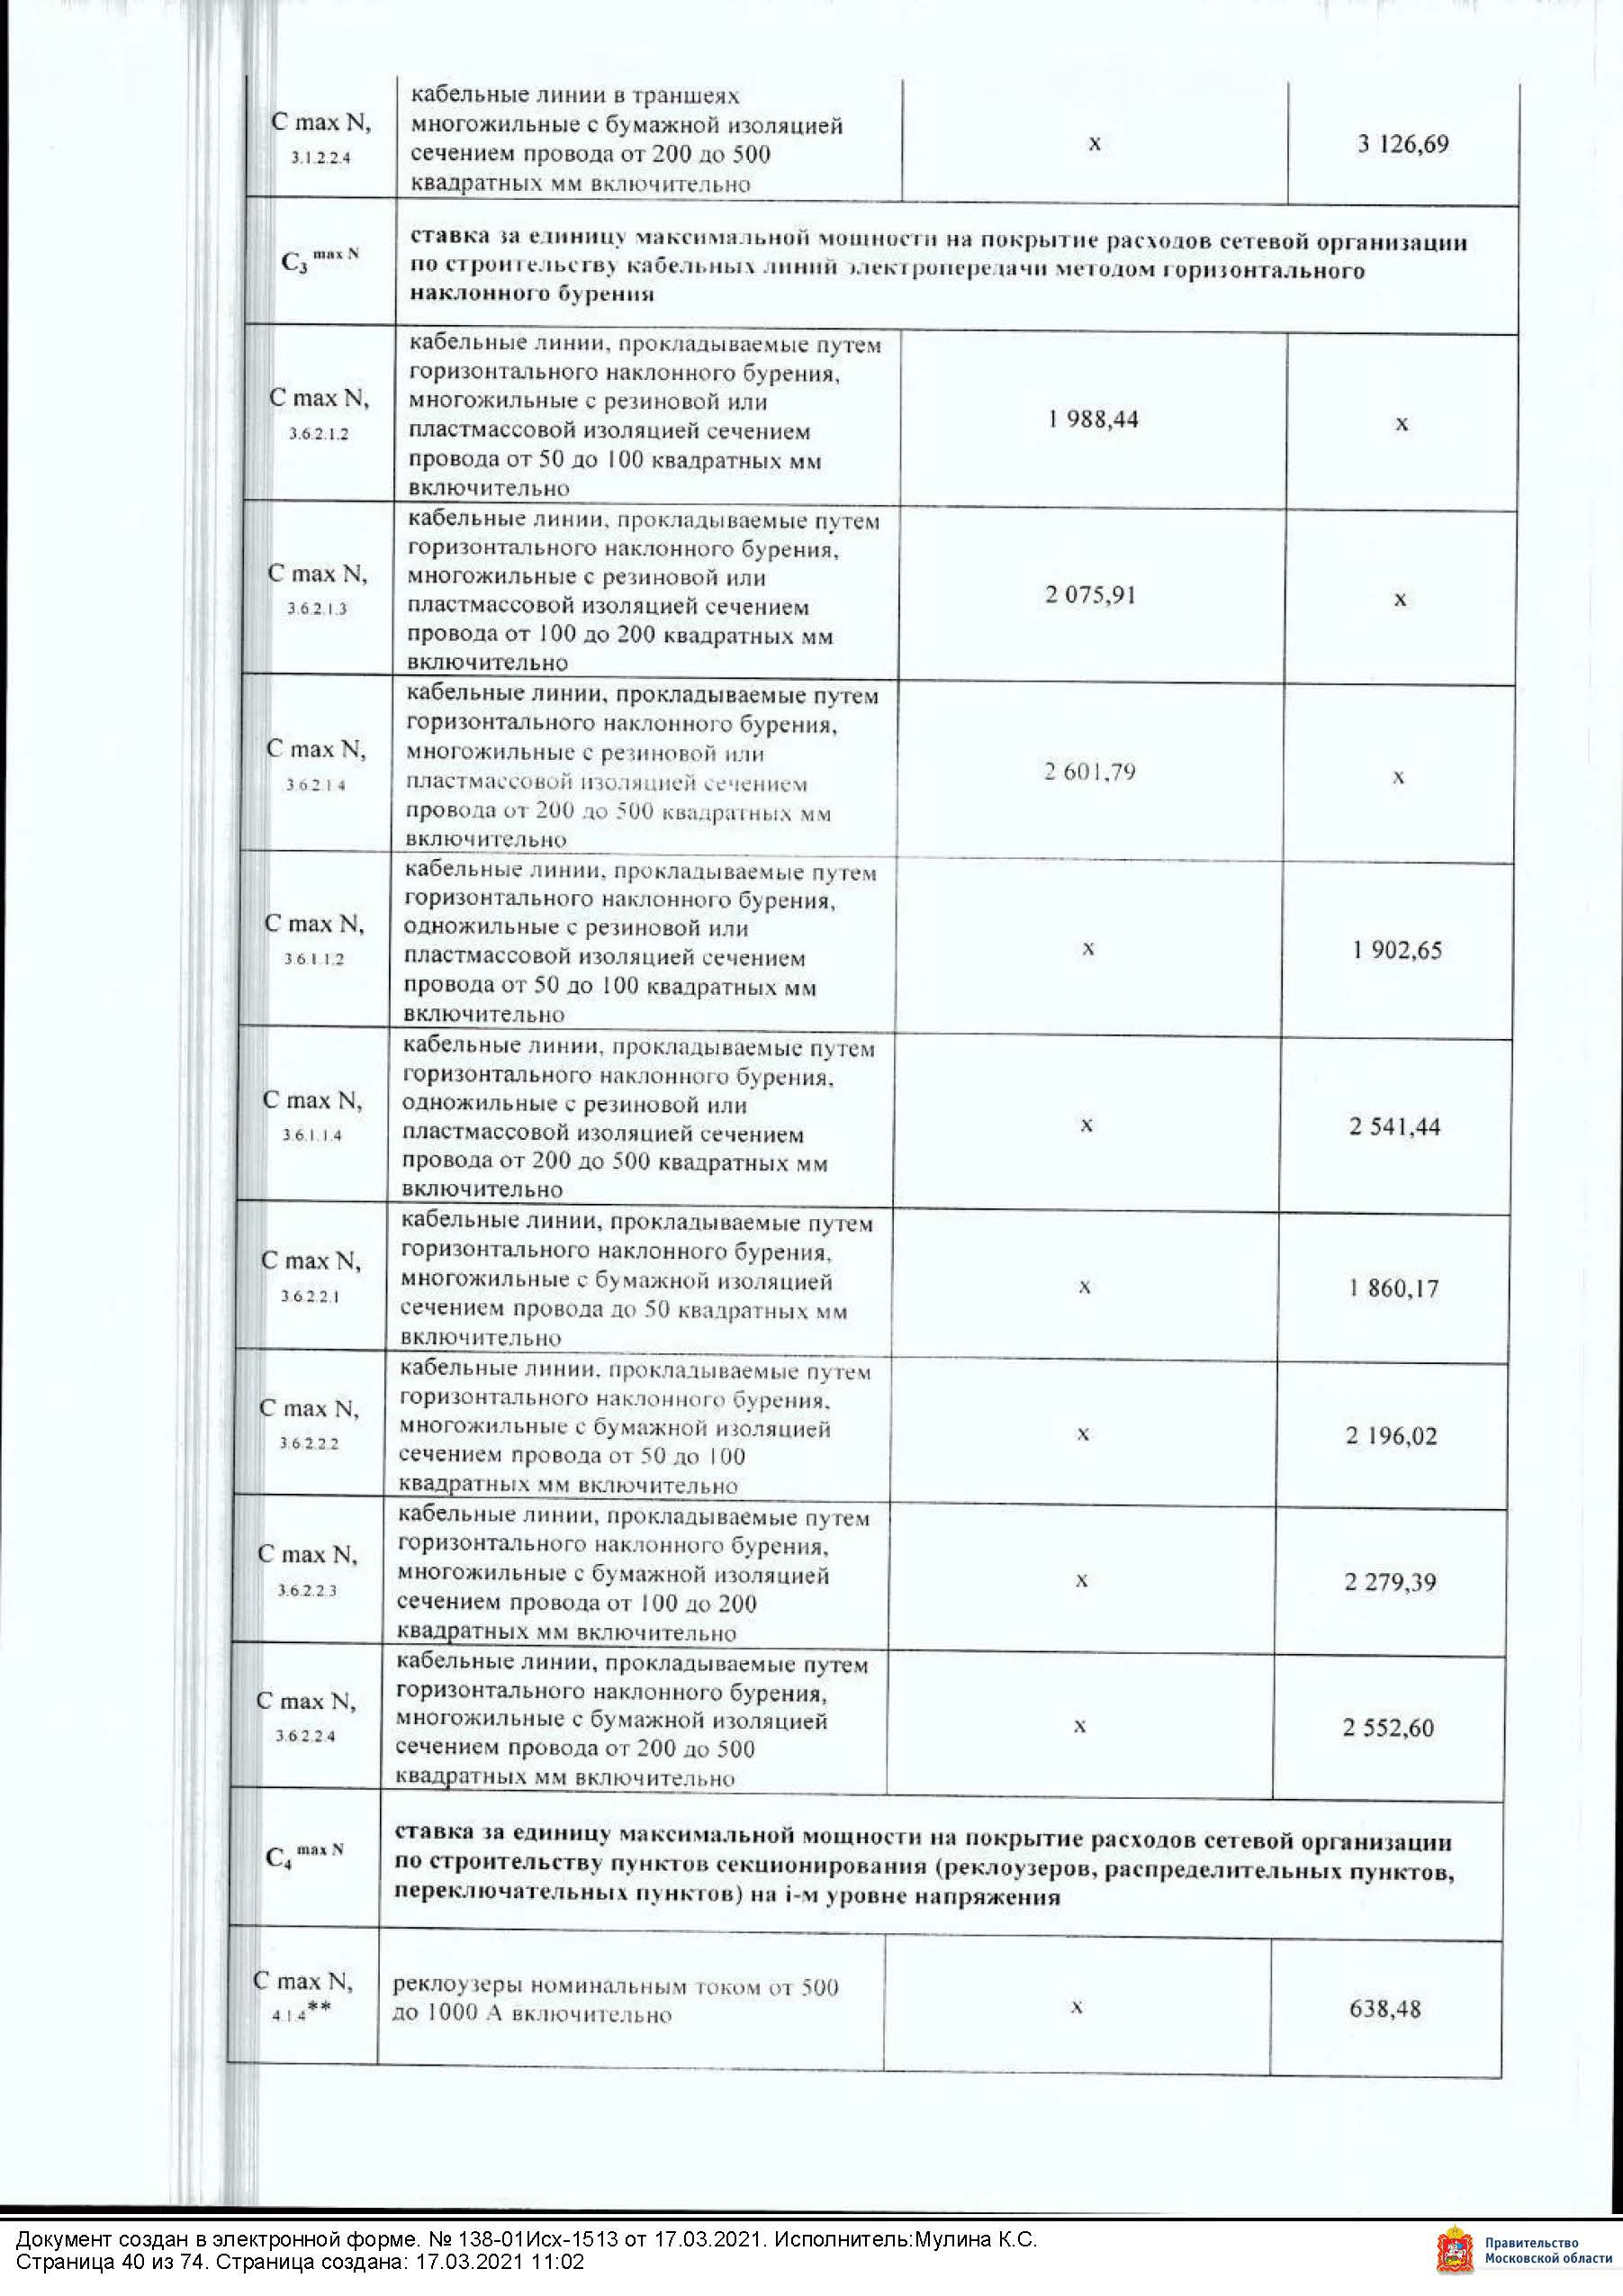 C max N,
3.1.2.2.4
кабельные линии в траншеях
многожильные с бумажной изоляцией
сечением провода от 200 до 500
квадратных мм включительно
x
3 126,69
C3 max N
ставка за единицу максимальной мощности на покрытие расходов сетевой организации
по строительству кабельных линий электропередачи методом горизонтального
наклонного бурения
C max N,
3.6.2.1.2
кабельные линии, прокладываемые путем
горизонтального наклонного бурения,
многожильные с резиновой или
пластмассовой изоляцией сечением
провода от 50 до 100 квадратных мм
включительно
1 988,44
x
C max N,
3.6.2.1.3
кабельные линии, прокладываемые путем
горизонтального наклонного бурения,
многожильные с резиновой или
пластмассовой изоляцией сечением
провода от 100 до 200 квадратных мм
включительно
2 075,91
x
C max N,
3.6.2.1.4
кабельные линии, прокладываемые путем
горизонтального наклонного бурения,
многожильные с резиновой или
пластмассовой изоляцией сечением
провода от 200 до 500 квадратных мм
включительно
2 601,79
x
C max N,
3.6.1.1.2
кабельные линии, прокладываемые путем
горизонтального наклонного бурения,
одножильные с резиновой или
пластмассовой изоляцией сечением
провода от 50 до 100 квадратных мм
включительно
x
1 902,65
C max N,
3.6.1.1.4
кабельные линии, прокладываемые путем
горизонтального наклонного бурения,
одножильные с резиновой или
пластмассовой изоляцией сечением
провода от 200 до 500 квадратных мм
включительно
x
2 541,44
C max N,
3.6.2.2.1
кабельные линии, прокладываемые путем
горизонтального наклонного бурения,
многожильные с бумажной изоляцией
сечением провода до 50 квадратных мм
включительно
x
1 860,17
C max N,
3.6.2.2.2
кабельные линии, прокладываемые путем
горизонтального наклонного бурения,
многожильные с бумажной изоляцией
сечением провода от 50 до 100
квадратных мм включительно
x
2 196,02
C max N,
3.6.2.2.3
кабельные линии, прокладываемые путем
горизонтального наклонного бурения,
многожильные с бумажной изоляцией
сечением провода от 100 до 200
квадратных мм включительно
x
2 279,39
C max N,
3.6.2.2.4
кабельные линии, прокладываемые путем
горизонтального наклонного бурения,
многожильные с бумажной изоляцией
сечением провода от 200 до 500
квадратных мм включительно
x
2 552,60
C4 max N
ставка за единицу максимальной мощности на покрытие расходов сетевой организации
по строительству пунктов секционирования (реклоузеров, распределительных пунктов,
переключательных пунктов) на i-м уровне напряжения
C max N,
4.1.4**
реклоузеры номинальным током от 500
до 1000 А включительно
x
638,48
Документ создан в электронной форме. № 138-01Исх-1513 от 17.03.2021. Исполнитель:Мулина К.С.
Страница 40 из 74. Страница создана: 17.03.2021 11:02
Правительство
Московской области